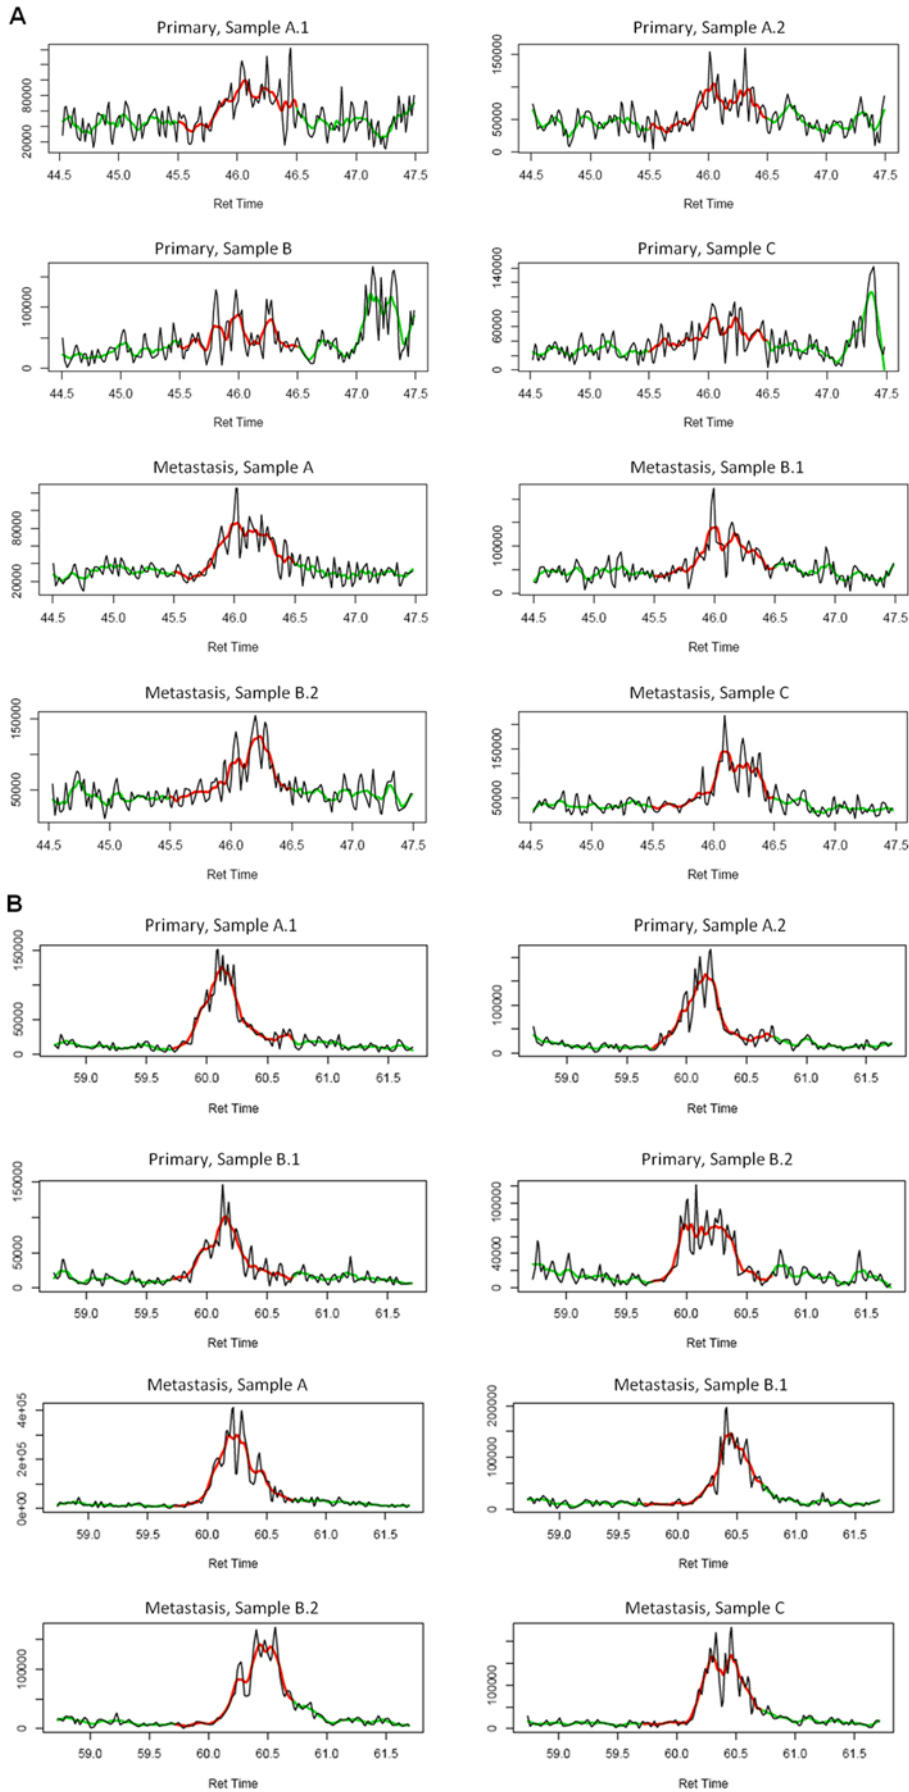 A
Primary, Sample A.1
Primary, Sample A.2
20000 80000
0 50000 150000
44.5 45.0 45.5 46.0 46.5 47.0 47.5
44.5 45.0 45.5 46.0 46.5 47.0 47.5
Ret Time
Ret Time
Primary, Sample B
Primary, Sample C
0 100000
0 60000 140000
44.5 45.0 45.5 46.0 46.5 47.0 47.5
44.5 45.0 45.5 46.0 46.5 47.0 47.5
Ret Time
Ret Time
Metastasis, Sample A
Metastasis, Sample B.1
20000 80000
0 100000
44.5 45.0 45.5 46.0 46.5 47.0 47.5
44.5 45.0 45.5 46.0 46.5 47.0 47.5
Ret Time
Ret Time
Metastasis, Sample B.2
Metastasis, Sample C
50000 150000
50000 150000
44.5 45.0 45.5 46.0 46.5 47.0 47.5
44.5 45.0 45.5 46.0 46.5 47.0 47.5
Ret Time
Ret Time
B
Primary, Sample A.1
Primary, Sample A.2
0 50000 150000
0 100000
59.0 59.5 60.0 60.5 61.0 61.5
59.0 59.5 60.0 60.5 61.0 61.5
Ret Time
Ret Time
Primary, Sample B.1
Primary, Sample B.2
0 50000 150000
0 40000 100000
59.0 59.5 60.0 60.5 61.0 61.5
59.0 59.5 60.0 60.5 61.0 61.5
Ret Time
Ret Time
Metastasis, Sample A
Metastasis, Sample B.1
0e+00 2e+05 4e+05
0 100000 200000
59.0 59.5 60.0 60.5 61.0 61.5
59.0 59.5 60.0 60.5 61.0 61.5
Ret Time
Ret Time
Metastasis, Sample B.2
Metastasis, Sample C
0 100000
0 100000
59.0 59.5 60.0 60.5 61.0 61.5
59.0 59.5 60.0 60.5 61.0 61.5
Ret Time
Ret Time